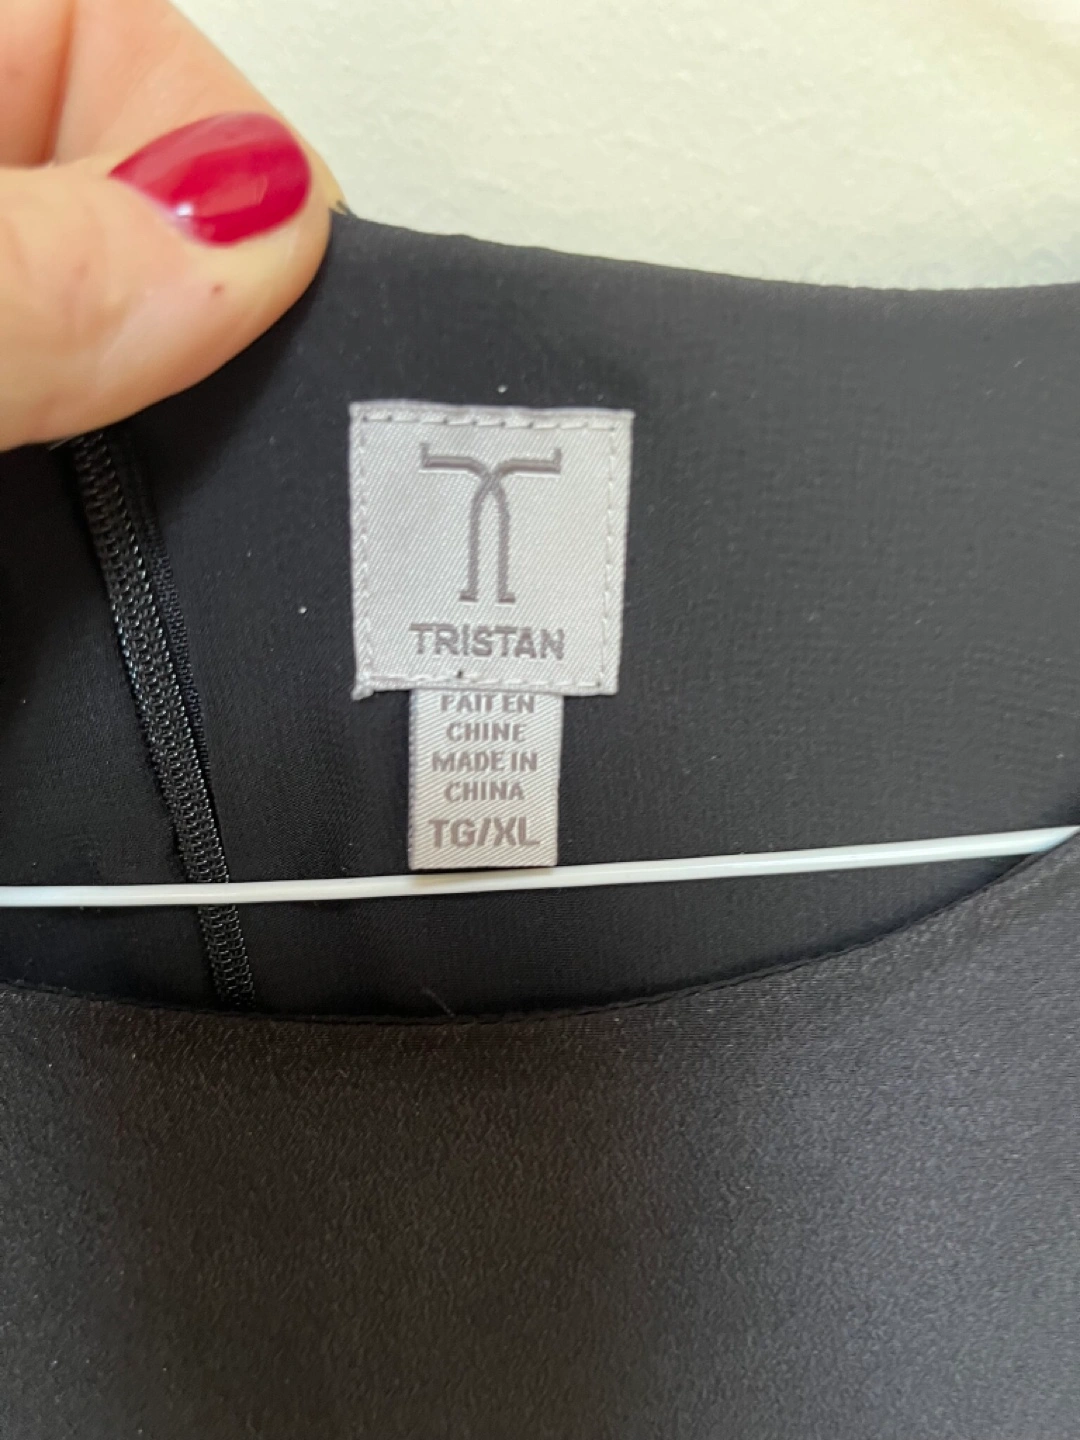 TRISTAN
FAIT EN
CHINE
MADE IN
CHINA
TG/XL